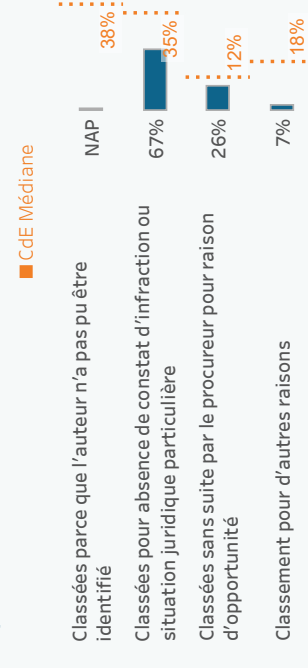 CdE Médiane
Classées parce que l'auteur n'a pas pu être
identifié
NAP
38%
Classées pour absence de constat d'infraction ou
situation juridique particulière
67%
35%
Classées sans suite par le procureur pour raison
d'opportunité
26%
12%
Classement pour d'autres raisons
7%
18%